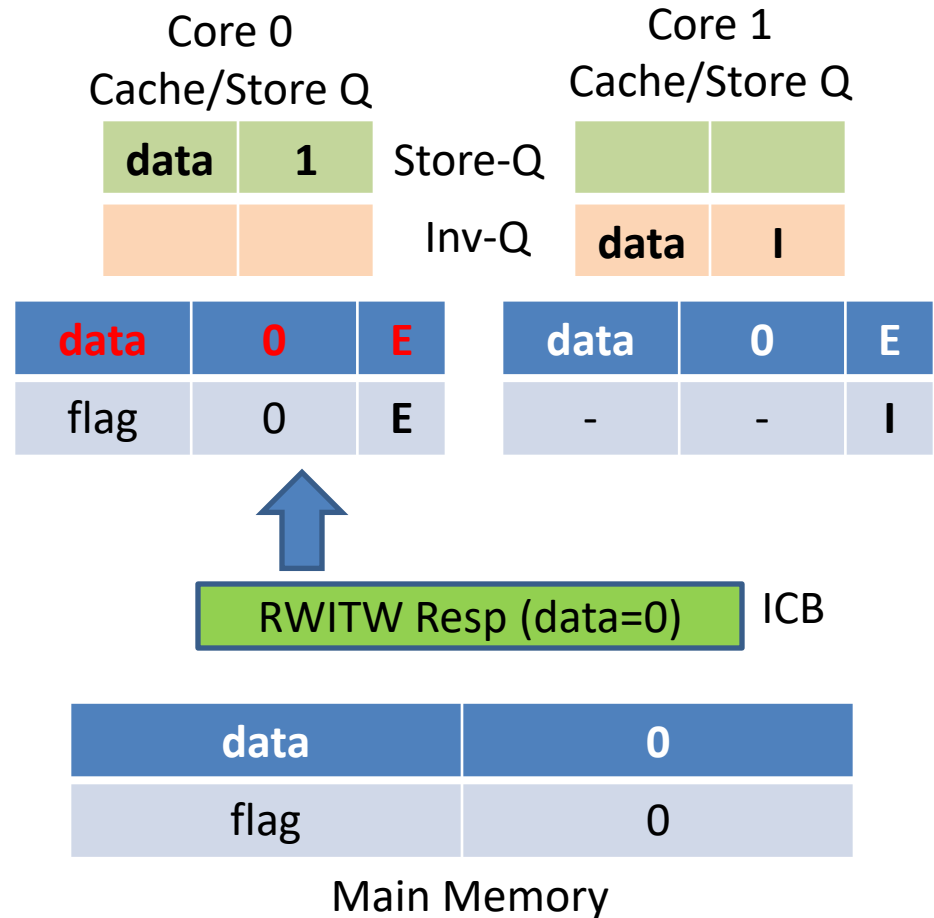 Core 0 Core 1
Cache/Store Q Cache/Store Q
data 1 Store-Q
Inv-Q data I
data 0 E data 0 E
flag 0 E - - I
RWITW Resp (data=0) ICB
data 0
flag 0
Main Memory